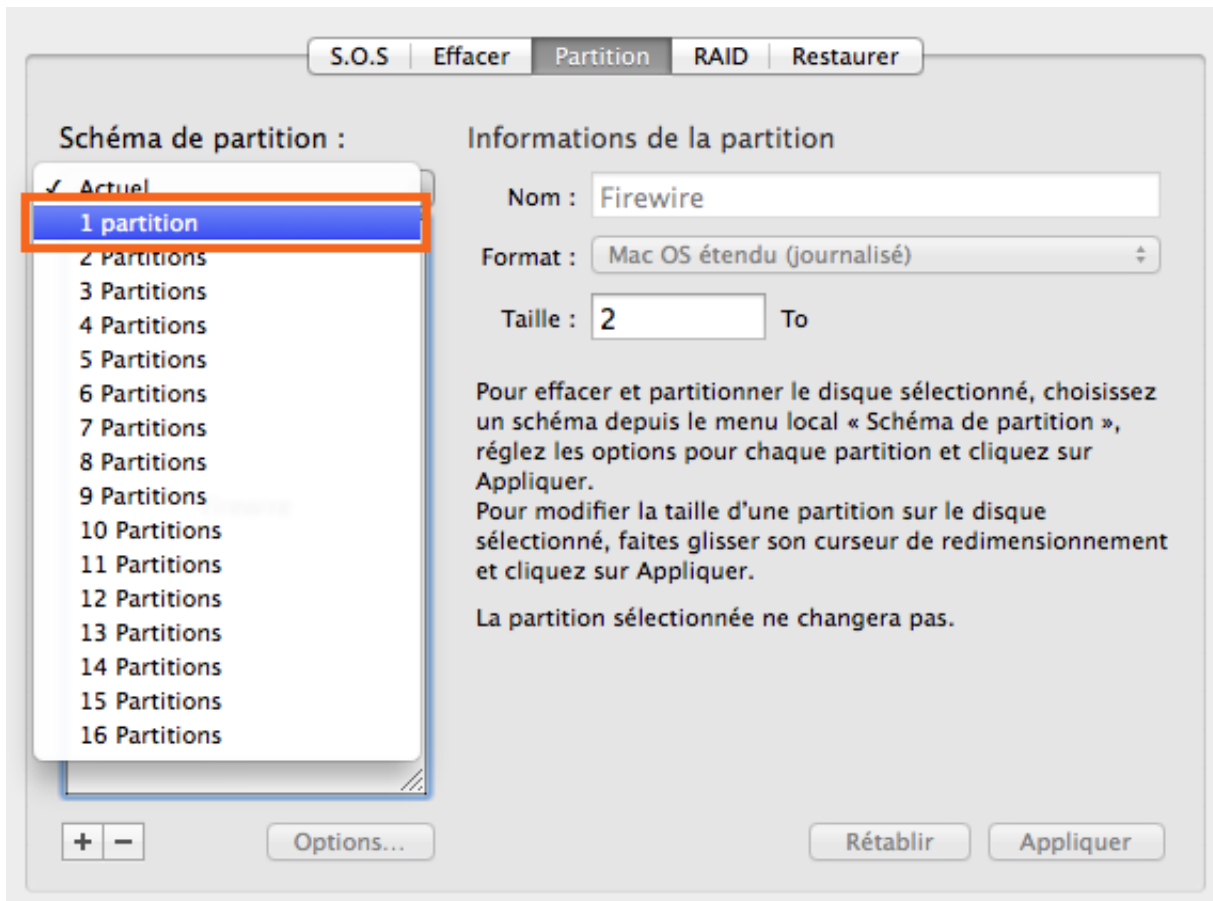 S.O.S
Effacer
Partition
RAID
Restaurer
Schéma de partition :
✓ Actuel
1 partition
2 Partitions
3 Partitions
4 Partitions
5 Partitions
6 Partitions
7 Partitions
8 Partitions
9 Partitions
10 Partitions
11 Partitions
12 Partitions
13 Partitions
14 Partitions
15 Partitions
16 Partitions
+ −
Options...
Informations de la partition
Nom : Firewire
Format : Mac OS étendu (journalisé)
Taille : 2 To
Pour effacer et partitionner le disque sélectionné, choisissez
un schéma depuis le menu local « Schéma de partition »,
réglez les options pour chaque partition et cliquez sur
Appliquer.
Pour modifier la taille d'une partition sur le disque
sélectionné, faites glisser son curseur de redimensionnement
et cliquez sur Appliquer.
La partition sélectionnée ne changera pas.
Rétablir
Appliquer